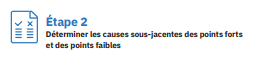 Étape 2
Déterminer les causes sous-jacentes des points forts
et des points faibles